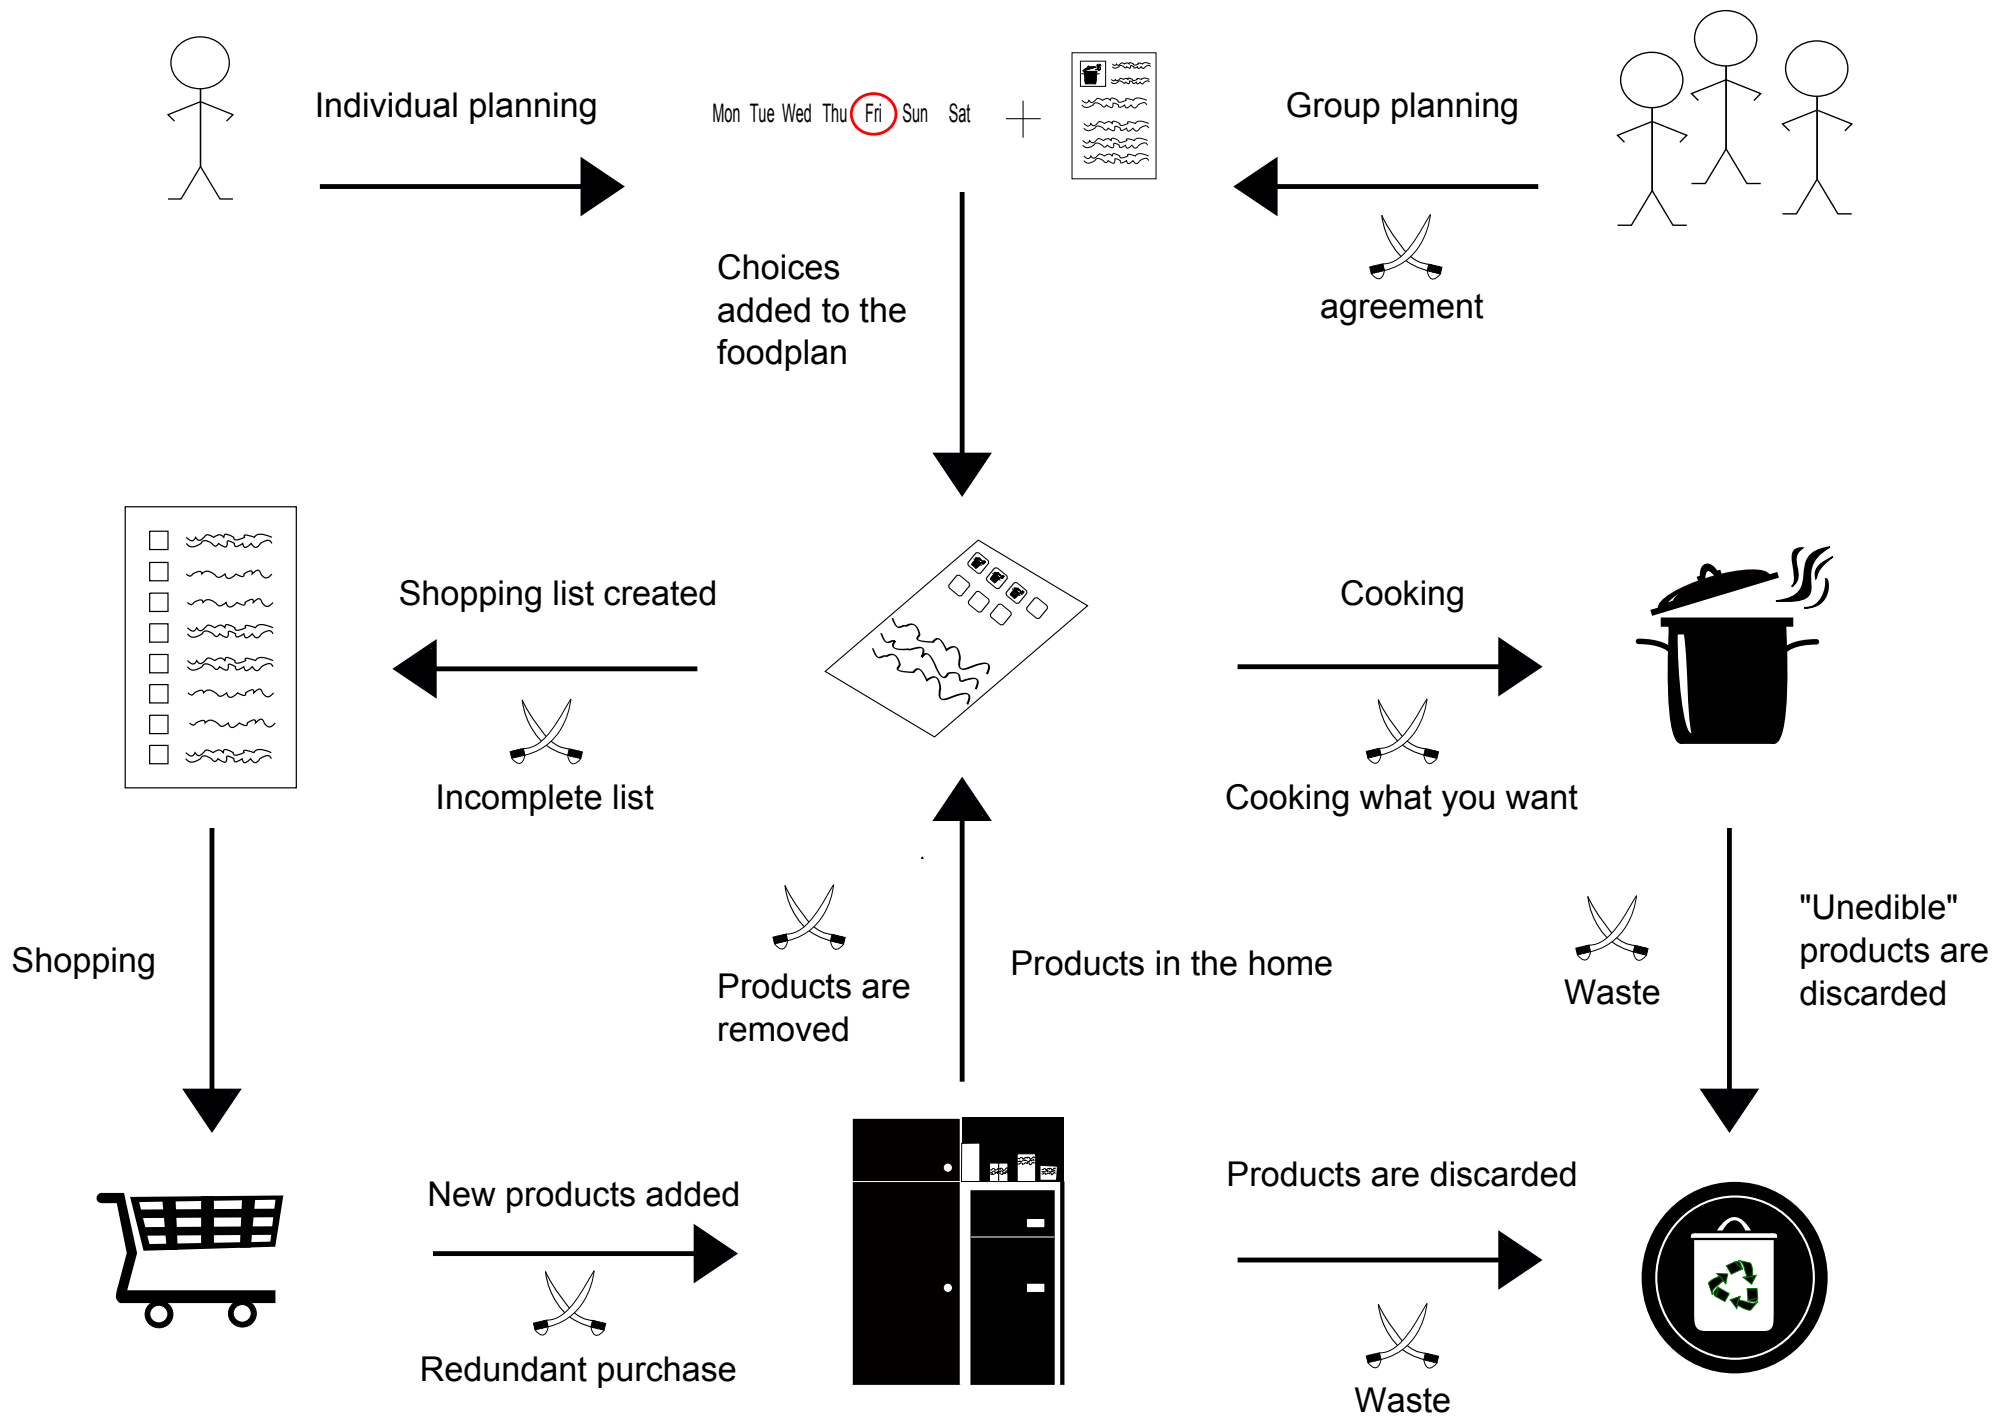 Individual planning
Mon Tue Wed Thu Fri Sun Sat
Group planning
agreement
Choices
added to the
foodplan
Shopping list created
Incomplete list
Cooking
Cooking what you want
Shopping
Products are
removed
Products in the home
Waste
"Unedible"
products are
discarded
New products added
Redundant purchase
Products are discarded
Waste